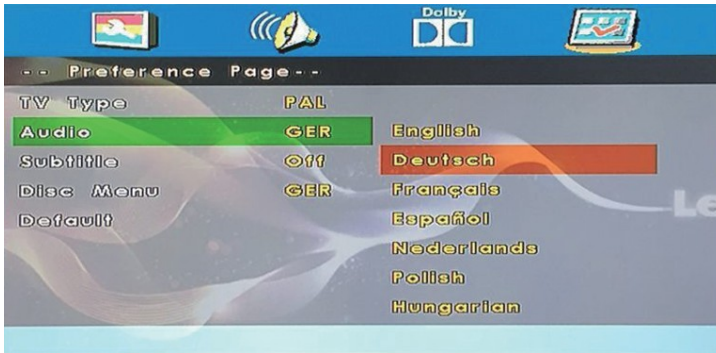 Dolby
-- Preference Page--
TV Type PAL
Audio GER English
Subtitle Off Deutsch
Disc Menu GER Français
Default Español
Nederlands
Polish
Hungarian
Le